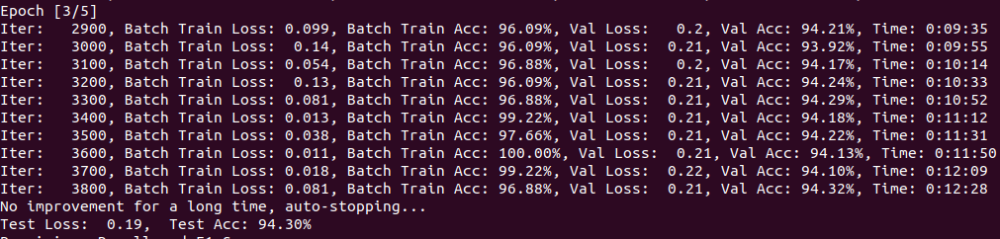 Epoch [3/5]
Iter:   2900, Batch Train Loss: 0.099, Batch Train Acc: 96.09%, Val Loss:   0.2, Val Acc: 94.21%, Time: 0:09:35
Iter:   3000, Batch Train Loss:  0.14, Batch Train Acc: 96.09%, Val Loss:  0.21, Val Acc: 93.92%, Time: 0:09:55
Iter:   3100, Batch Train Loss: 0.054, Batch Train Acc: 96.88%, Val Loss:   0.2, Val Acc: 94.17%, Time: 0:10:14
Iter:   3200, Batch Train Loss:  0.13, Batch Train Acc: 96.09%, Val Loss:  0.21, Val Acc: 94.24%, Time: 0:10:33
Iter:   3300, Batch Train Loss: 0.081, Batch Train Acc: 96.88%, Val Loss:  0.21, Val Acc: 94.29%, Time: 0:10:52
Iter:   3400, Batch Train Loss: 0.013, Batch Train Acc: 99.22%, Val Loss:  0.21, Val Acc: 94.18%, Time: 0:11:12
Iter:   3500, Batch Train Loss: 0.038, Batch Train Acc: 97.66%, Val Loss:  0.21, Val Acc: 94.22%, Time: 0:11:31
Iter:   3600, Batch Train Loss: 0.011, Batch Train Acc: 100.00%, Val Loss:  0.21, Val Acc: 94.13%, Time: 0:11:50
Iter:   3700, Batch Train Loss: 0.018, Batch Train Acc: 99.22%, Val Loss:  0.22, Val Acc: 94.10%, Time: 0:12:09
Iter:   3800, Batch Train Loss: 0.081, Batch Train Acc: 96.88%, Val Loss:  0.21, Val Acc: 94.32%, Time: 0:12:28
No improvement for a long time, auto-stopping...
Test Loss:  0.19,  Test Acc: 94.30%